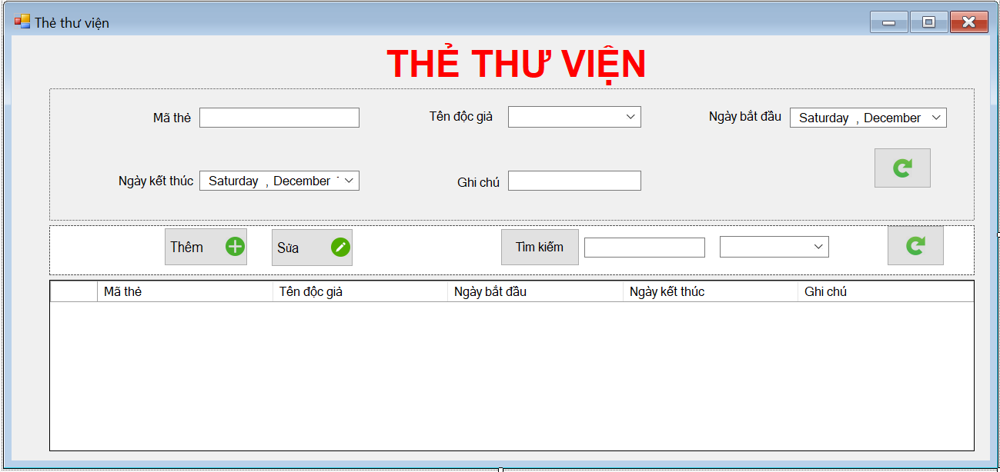 Thẻ thư viện
THẺ THƯ VIỆN
Mã thẻ Tên độc giả Ngày bắt đầu Saturday , December
Ngày kết thúc Saturday , December Ghi chú
Thêm Sửa Tìm kiếm
Mã thẻ Tên độc giả Ngày bắt đầu Ngày kết thúc Ghi chú